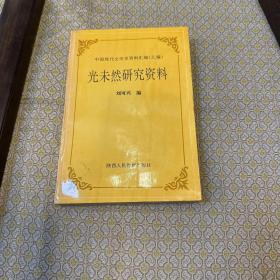 中国现代文学史资料汇编(乙编)
光未然研究资料
刘可兴 编
陕西人民教育出版社